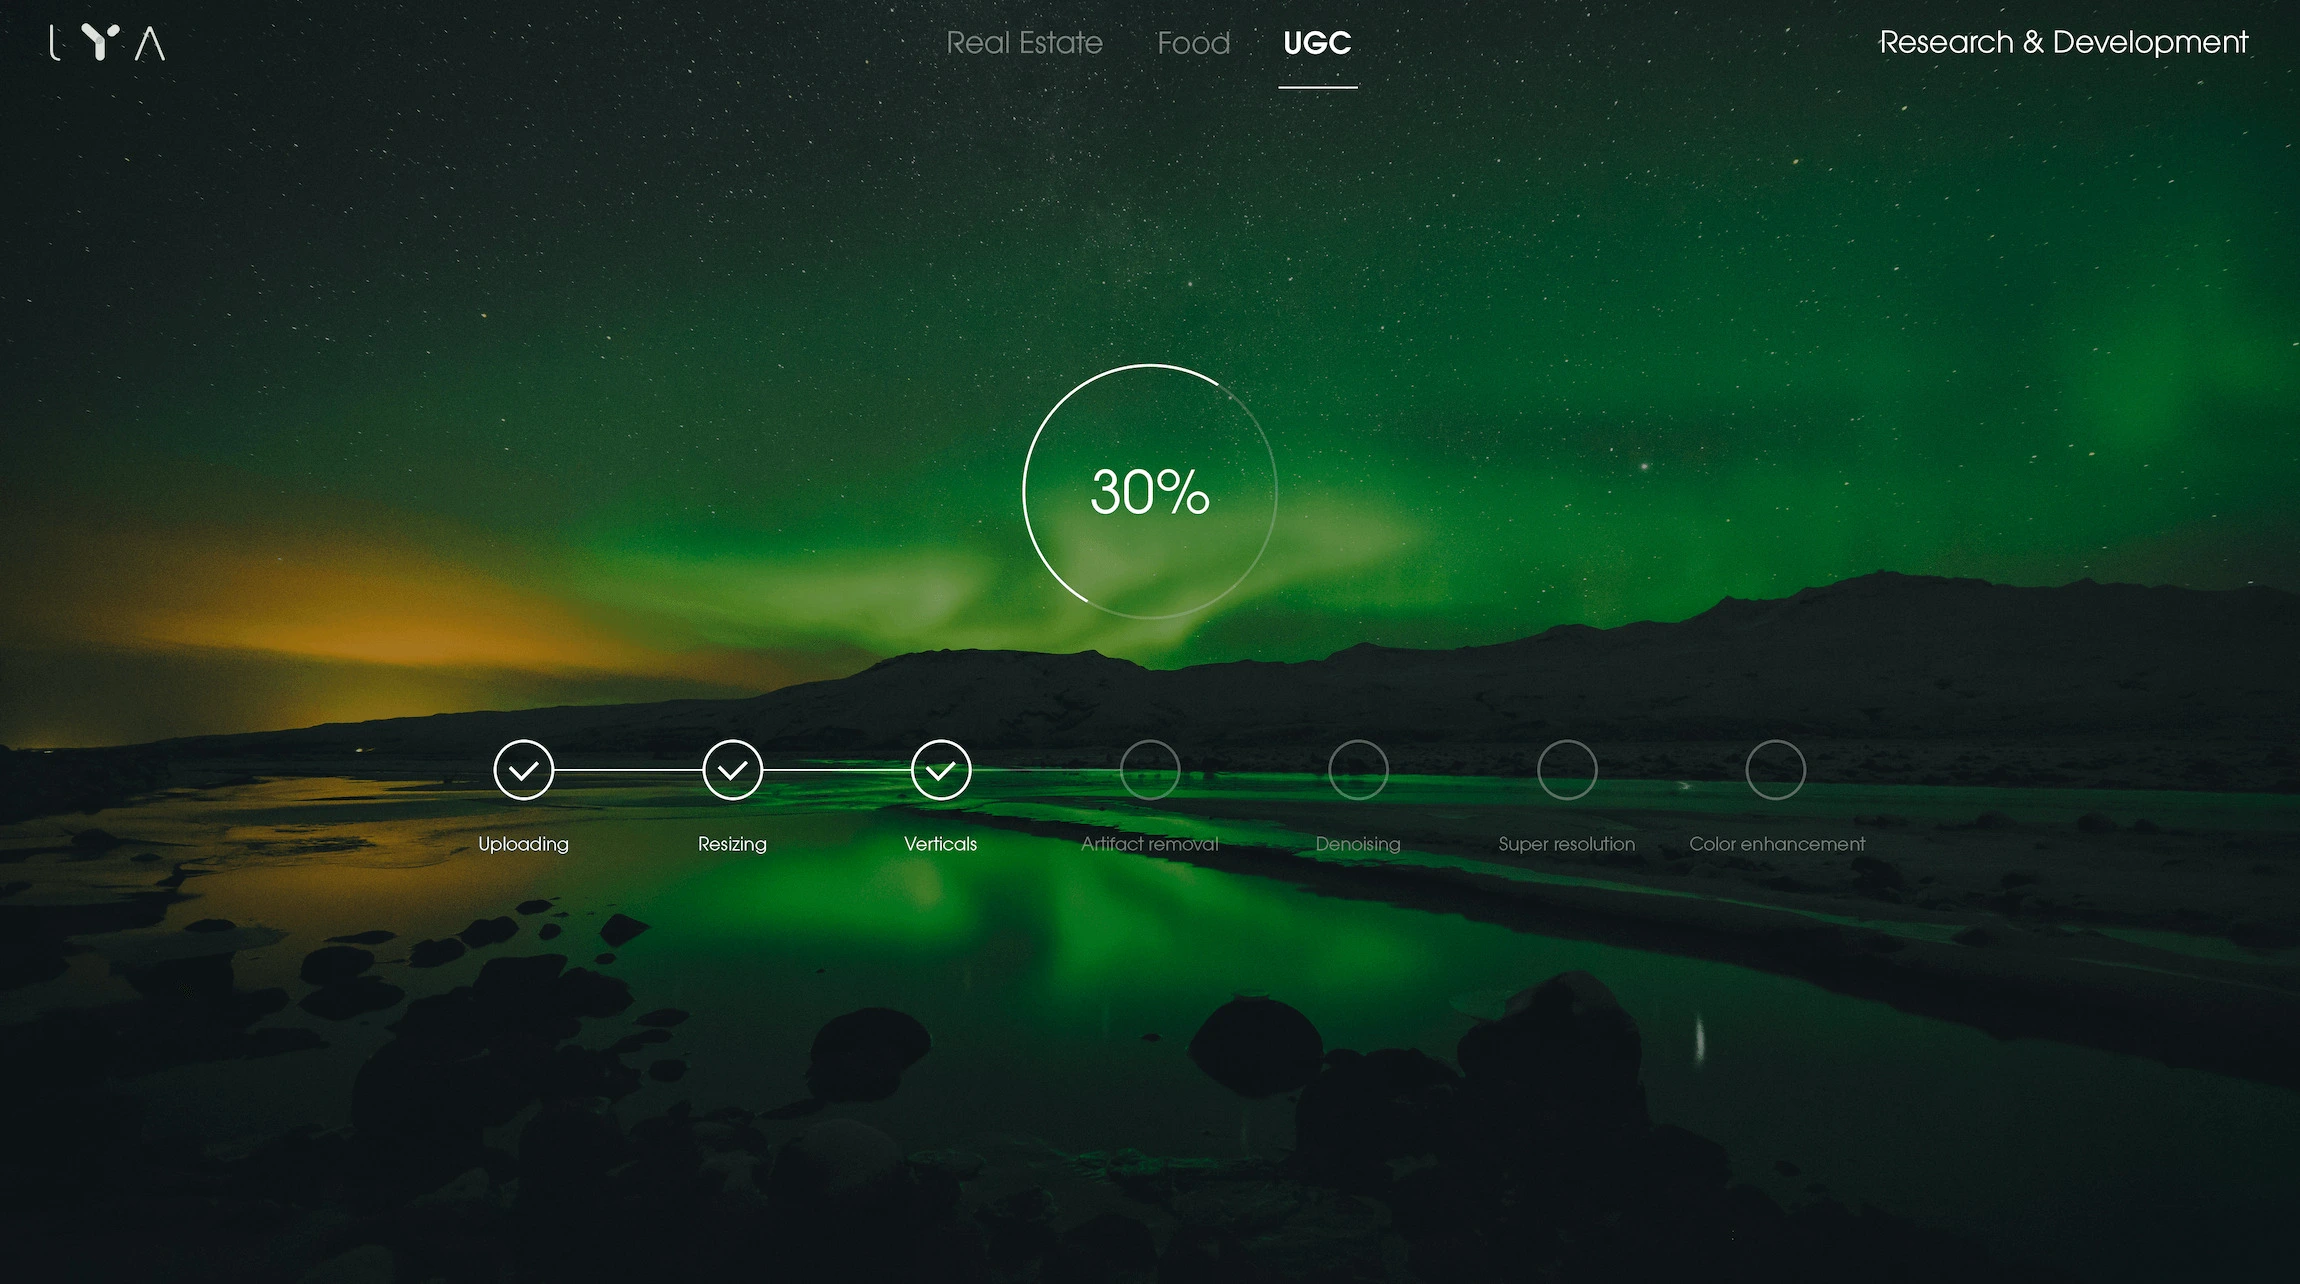 LYA
Real Estate
Food
UGC
Research & Development
30%
Uploading
Resizing
Verticals
Artifact removal
Denoising
Super resolution
Color enhancement